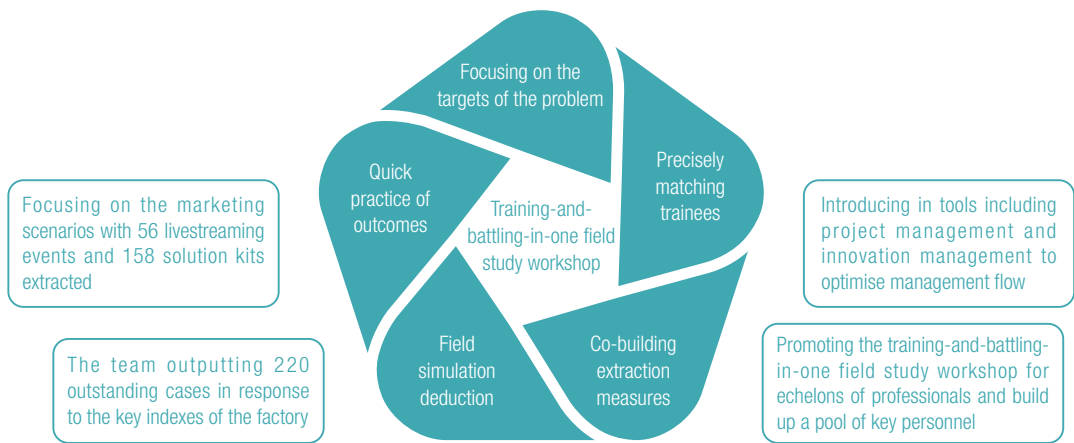 Focusing on the
targets of the problem
Precisely
matching
trainees
Quick
practice of
outcomes
Training-and-
battling-in-one field
study workshop
Field
simulation
deduction
Co-building
extraction
measures
Focusing on the marketing
scenarios with 56 livestreaming
events and 158 solution kits
extracted
The team outputting 220
outstanding cases in response
to the key indexes of the factory
Introducing in tools including
project management and
innovation management to
optimise management flow
Promoting the training-and-battling-
in-one field study workshop for
echelons of professionals and build
up a pool of key personnel